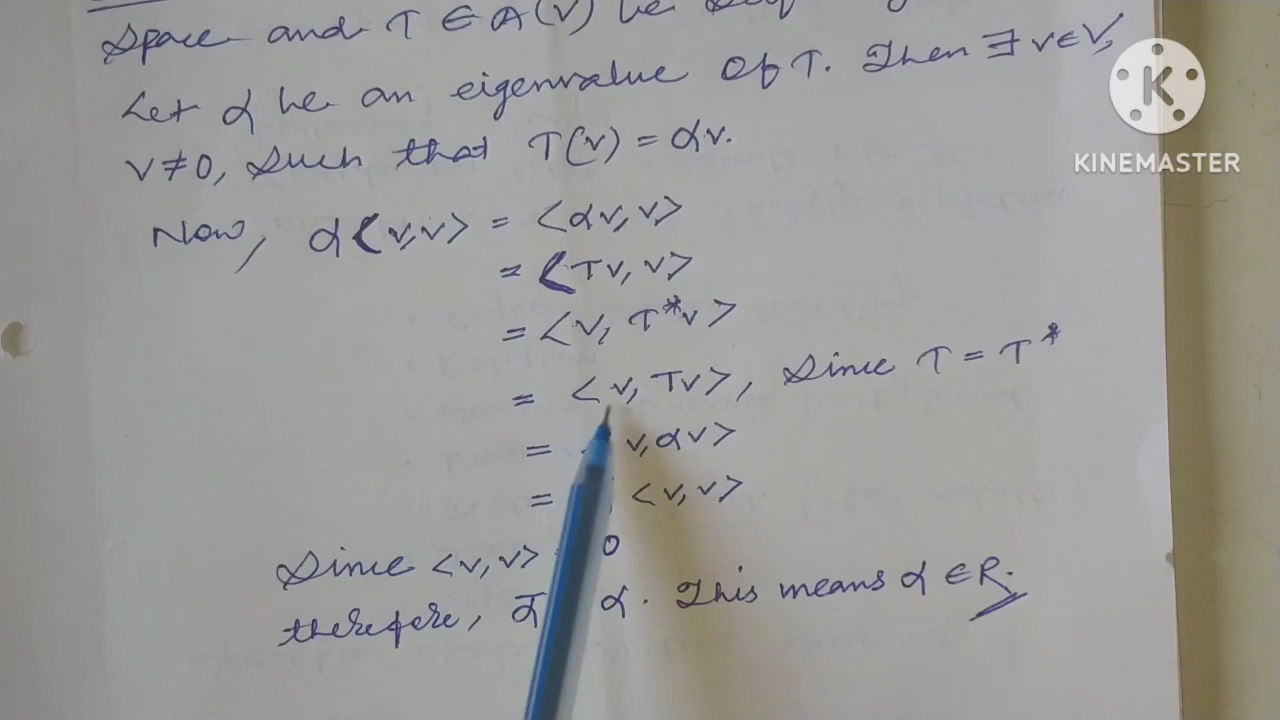 Space and T ∈ A(V) be Self
Let α be an eigenvalue of T. Then ∃ v∈V,
v≠0, Such that T(v) = αv.
Now, α<v,v> = <αv,v>
= <Tv, v>
= <v, T*v>
= <v, Tv>, Since T = T*
= v,αv>
= <v,v>
Since <v,v> 0
therefore, ᾱ α. This means α ∈R.
K
KINEMASTER